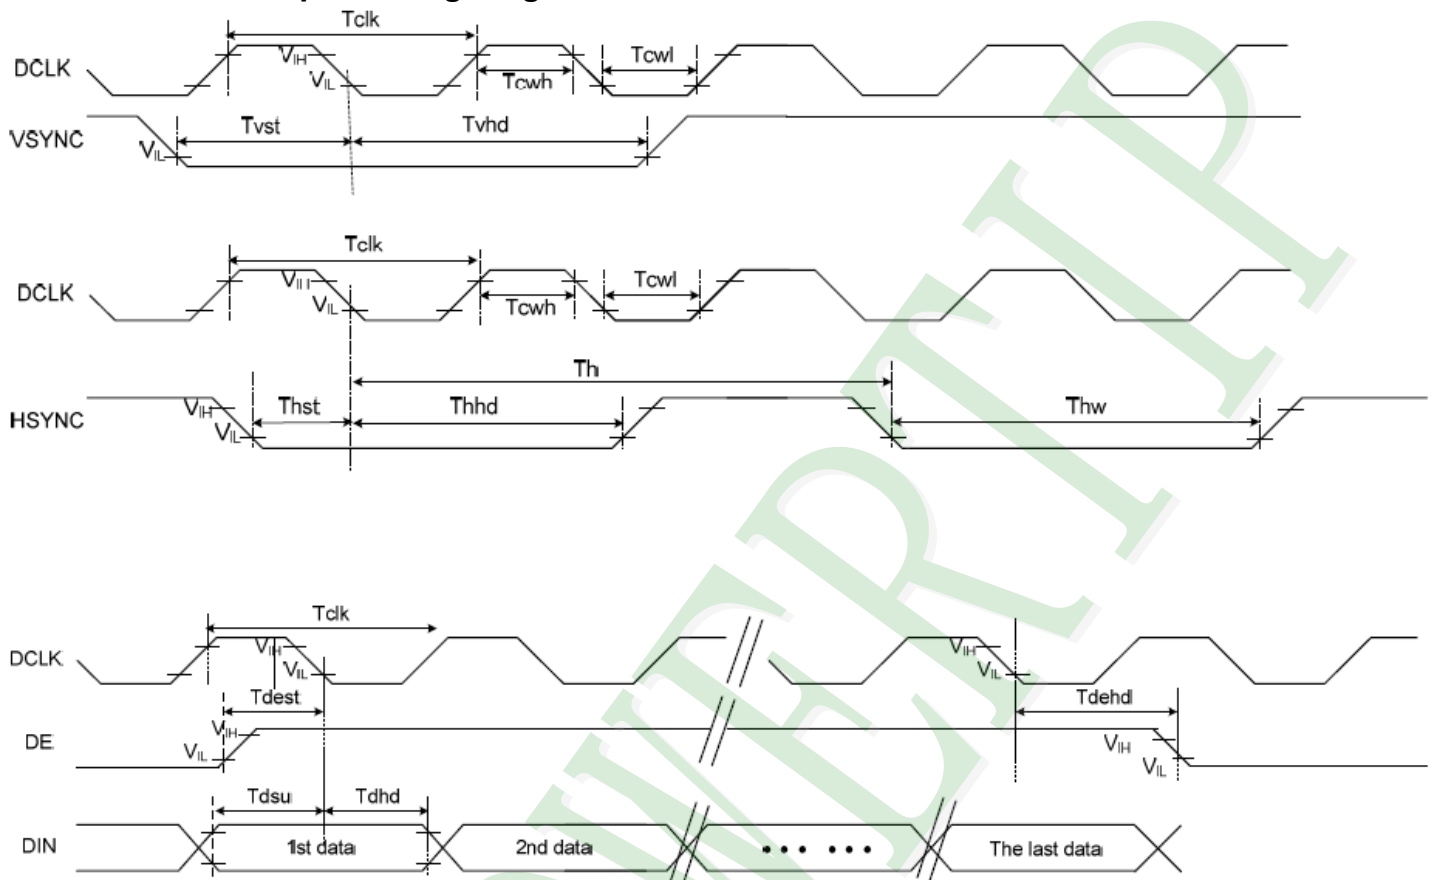 Tclk
DCLK
VIH
VIL
Tcwh
Tcwl
VSYNC
VIL
Tvst
Tvhd
Tclk
DCLK
VIH
VIL
Tcwh
Tcwl
Th
HSYNC
VIH
VIL
Thst
Thhd
Thw
Tclk
DCLK
VIH
VIL
VIH
VIL
Tdest
Tdehd
DE
VIH
VIL
VIH
VIL
Tdsu
Tdhd
DIN
1st data
2nd data
••• •••
The last data
POWERTIP